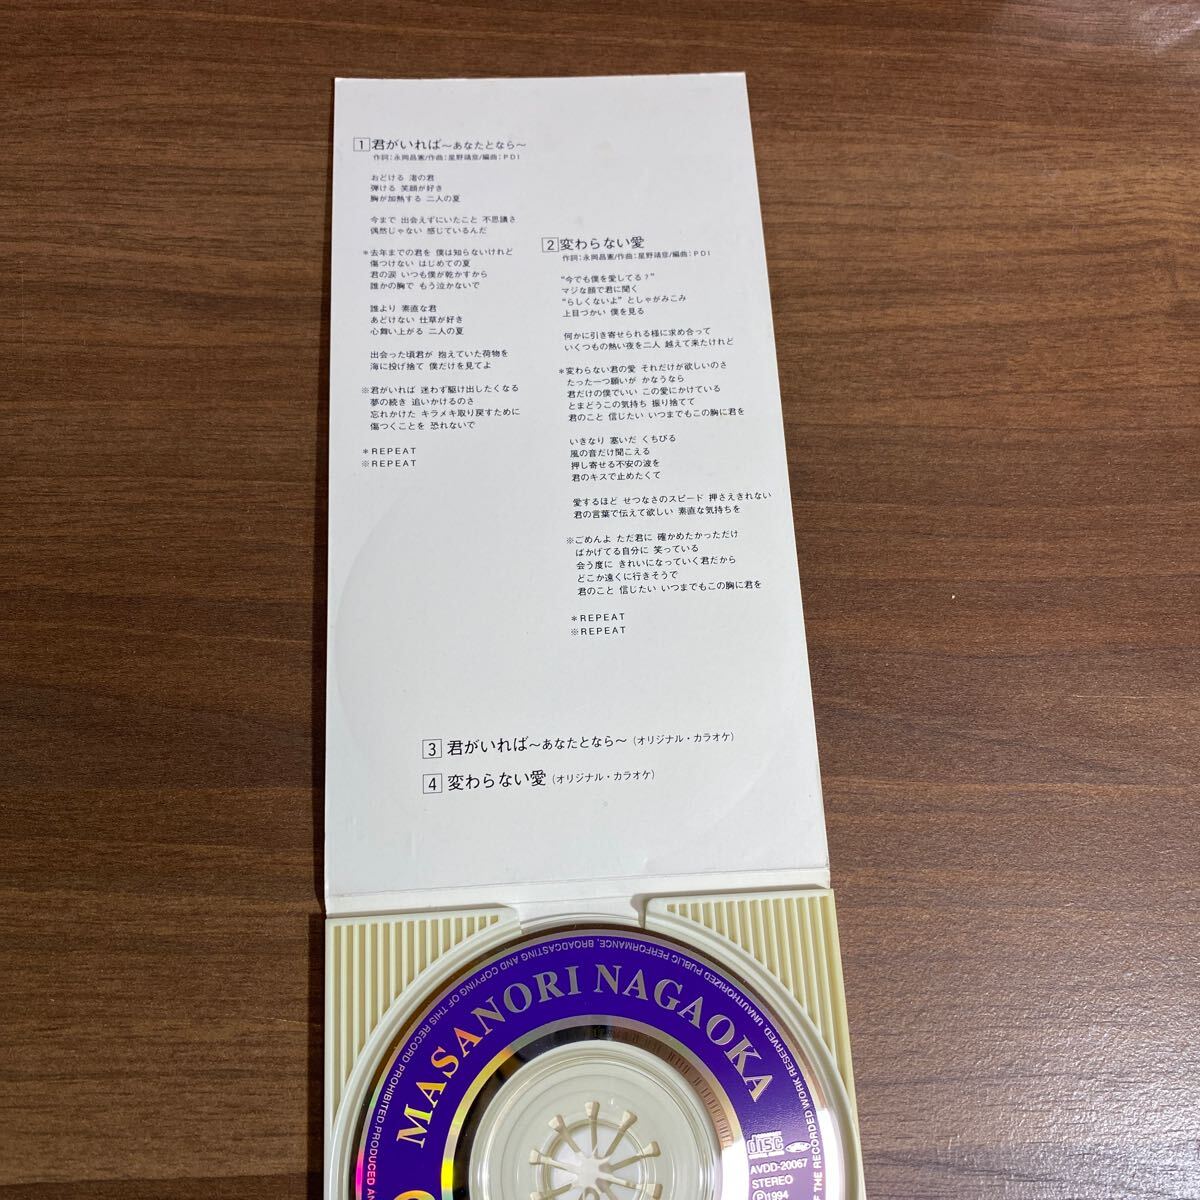 1 君がいれば～あなたとなら～
作詞:永岡昌憲/作曲:星野靖彦/編曲:PDI
おどける 渚の君
弾ける 笑顔が好き
胸が加熱する 二人の夏
今まで 出会えずにいたこと 不思議さ
偶然じゃない 感じているんだ
*去年までの君を 僕は知らないけれど
傷つけない はじめての夏
君の涙 いつも僕が乾かすから
誰かの胸で もう泣かないで
誰より 素直な君
あどけない 仕草が好き
心舞い上がる 二人の夏
出会った頃君が 抱えていた荷物を
海に投げ捨て 僕だけを見てよ
※君がいれば 迷わず駆け出したくなる
夢の続き 追いかけるのさ
忘れかけた キラメキ取り戻すために
傷つくことを 恐れないで
*REPEAT
※REPEAT
2 変わらない愛
作詞:永岡昌憲/作曲:星野靖彦/編曲:PDI
"今でも僕を愛してる?"
マジな顔で君に聞く
"らしくないよ"としゃがみこみ
上目づかい 僕を見る
何かに引き寄せられる様に求め合って
いくつもの熱い夜を二人 越えて来たけれど
*変わらない君の愛 それだけが欲しいのさ
たった一つ願いが かなうなら
君だけの僕でいい この愛にかけている
とまどうこの気持ち 振り捨てて
君のこと 信じたい いつまでもこの胸に君を
いきなり 塞いだ くちびる
風の音だけ聞こえる
押し寄せる不安の波を
君のキスで止めたくて
愛するほど せつなさのスピード 押さえきれない
君の言葉で伝えて欲しい 素直な気持ちを
※ごめんよ ただ君に 確かめたかっただけ
ばかげてる自分に 笑っている
会う度に きれいになっていく君だから
どこか遠くに行きそうで
君のこと 信じたい いつまでもこの胸に君を
*REPEAT
※REPEAT
3 君がいれば～あなたとなら～(オリジナル・カラオケ)
4 変わらない愛(オリジナル・カラオケ)
MASANORI NAGAOKA
OF THE RECORDED WORK RESERVED. UNAUTHORIZED PUBLIC PERFORMANCE, BROADCASTING AND COPYING OF THIS RECORD PROHIBITED. PRODUCED AN
disc
AVDD-20067
STEREO
Ⓟ1994